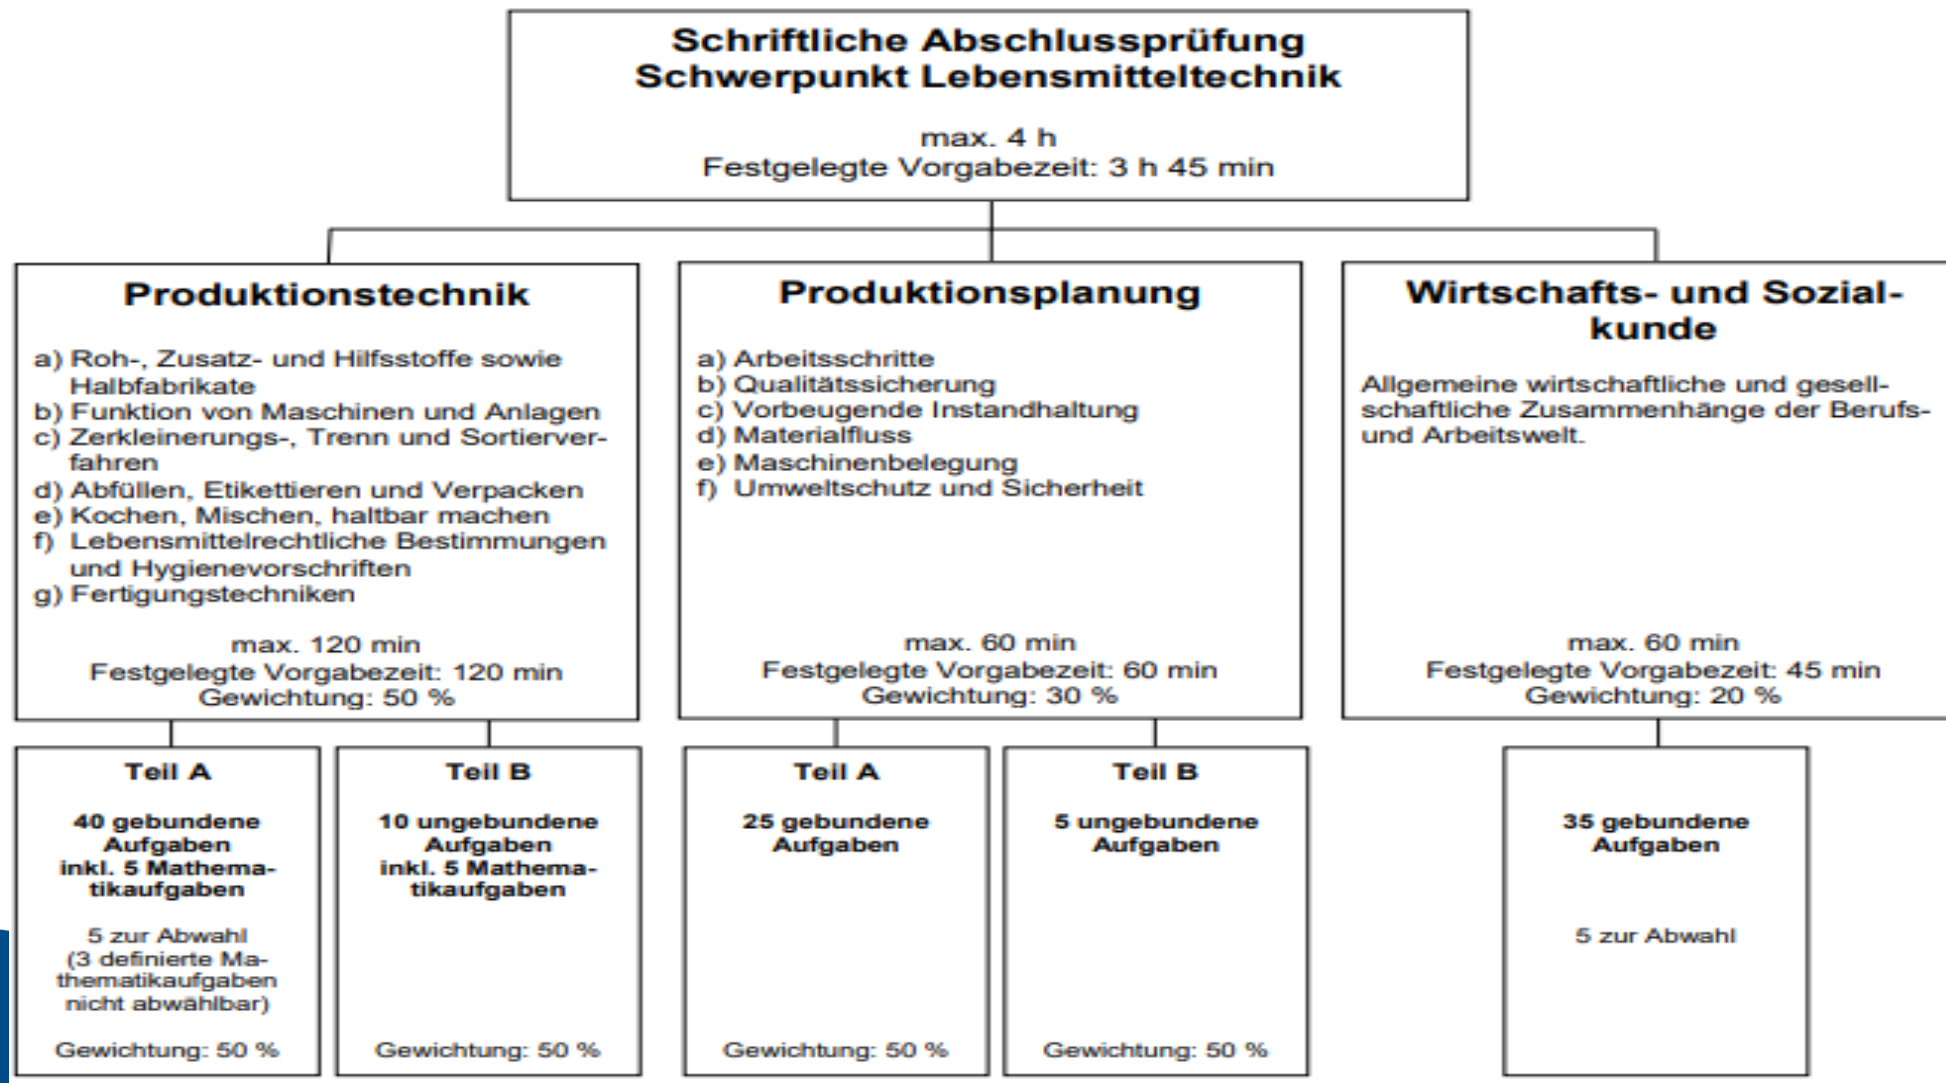 Schriftliche Abschlussprüfung
Schwerpunkt Lebensmitteltechnik
max. 4 h
Festgelegte Vorgabezeit: 3 h 45 min
Produktionstechnik
a) Roh-, Zusatz- und Hilfsstoffe sowie
Halbfabrikate
b) Funktion von Maschinen und Anlagen
c) Zerkleinerungs-, Trenn und Sortierver-
fahren
d) Abfüllen, Etikettieren und Verpacken
e) Kochen, Mischen, haltbar machen
f) Lebensmittelrechtliche Bestimmungen
und Hygienevorschriften
g) Fertigungstechniken
max. 120 min
Festgelegte Vorgabezeit: 120 min
Gewichtung: 50 %
Produktionsplanung
a) Arbeitsschritte
b) Qualitätssicherung
c) Vorbeugende Instandhaltung
d) Materialfluss
e) Maschinenbelegung
f) Umweltschutz und Sicherheit
max. 60 min
Festgelegte Vorgabezeit: 60 min
Gewichtung: 30 %
Wirtschafts- und Sozial-
kunde
Allgemeine wirtschaftliche und gesell-
schaftliche Zusammenhänge der Berufs-
und Arbeitswelt.
max. 60 min
Festgelegte Vorgabezeit: 45 min
Gewichtung: 20 %
Teil A
40 gebundene
Aufgaben
inkl. 5 Mathema-
tikaufgaben
5 zur Abwahl
(3 definierte Ma-
thematikaufgaben
nicht abwählbar)
Gewichtung: 50 %
Teil B
10 ungebundene
Aufgaben
inkl. 5 Mathema-
tikaufgaben
Gewichtung: 50 %
Teil A
25 gebundene
Aufgaben
Gewichtung: 50 %
Teil B
5 ungebundene
Aufgaben
Gewichtung: 50 %
35 gebundene
Aufgaben
5 zur Abwahl